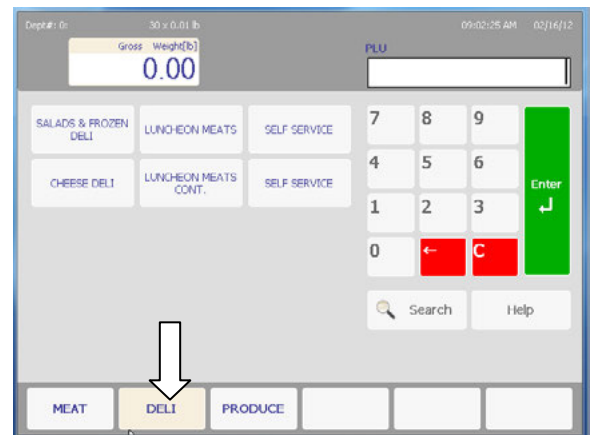 Dept#: 0: 30 x 0.01 lb 09:02:25 AM 02/16/12
Gross Weight[lb]
0.00
PLU
SALADS & FROZEN
DELI
LUNCHEON MEATS
SELF SERVICE
CHEESE DELI
LUNCHEON MEATS
CONT.
SELF SERVICE
7 8 9
4 5 6
Enter
1 2 3
0 ← C
Search Help
MEAT DELI PRODUCE